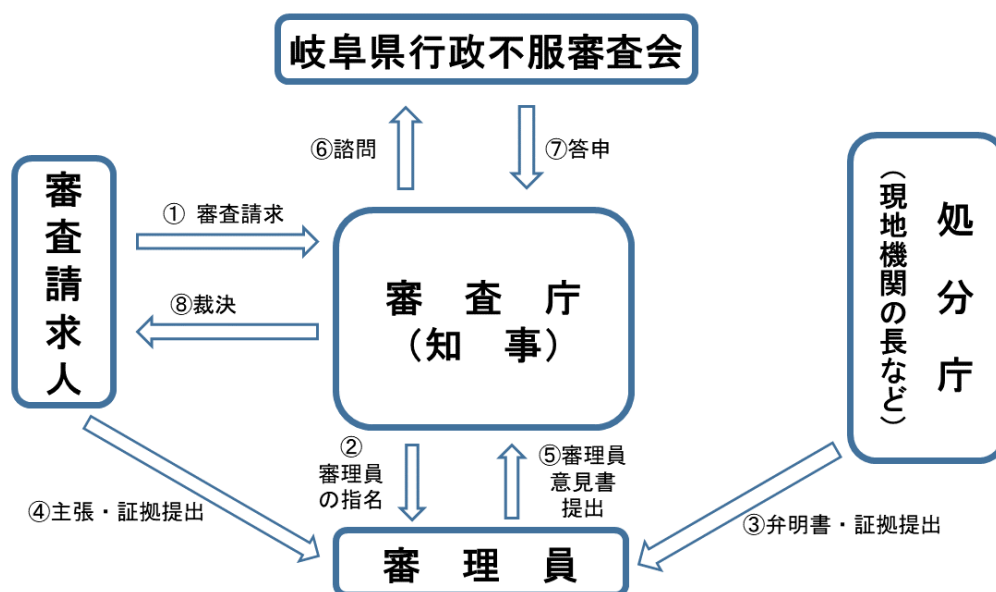 岐阜県行政不服審査会
⑥諮問
⑦答申
審査請求人
① 審査請求
⑧裁決
審 査 庁
（知 事）
処 分 庁
（現地機関の長など）
②
審理員
の指名
⑤審理員
意見書
提出
④主張・証拠提出
③弁明書・証拠提出
審 理 員